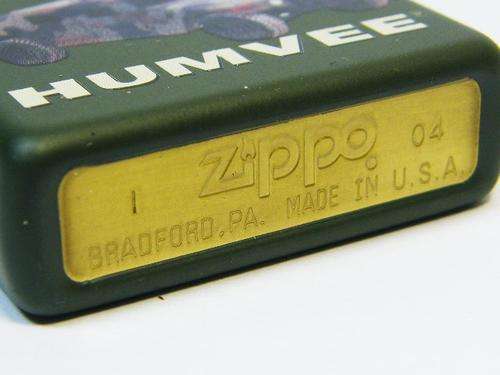 HUMVEE
I Zippo 04
BRADFORD,PA. MADE IN U.S.A.